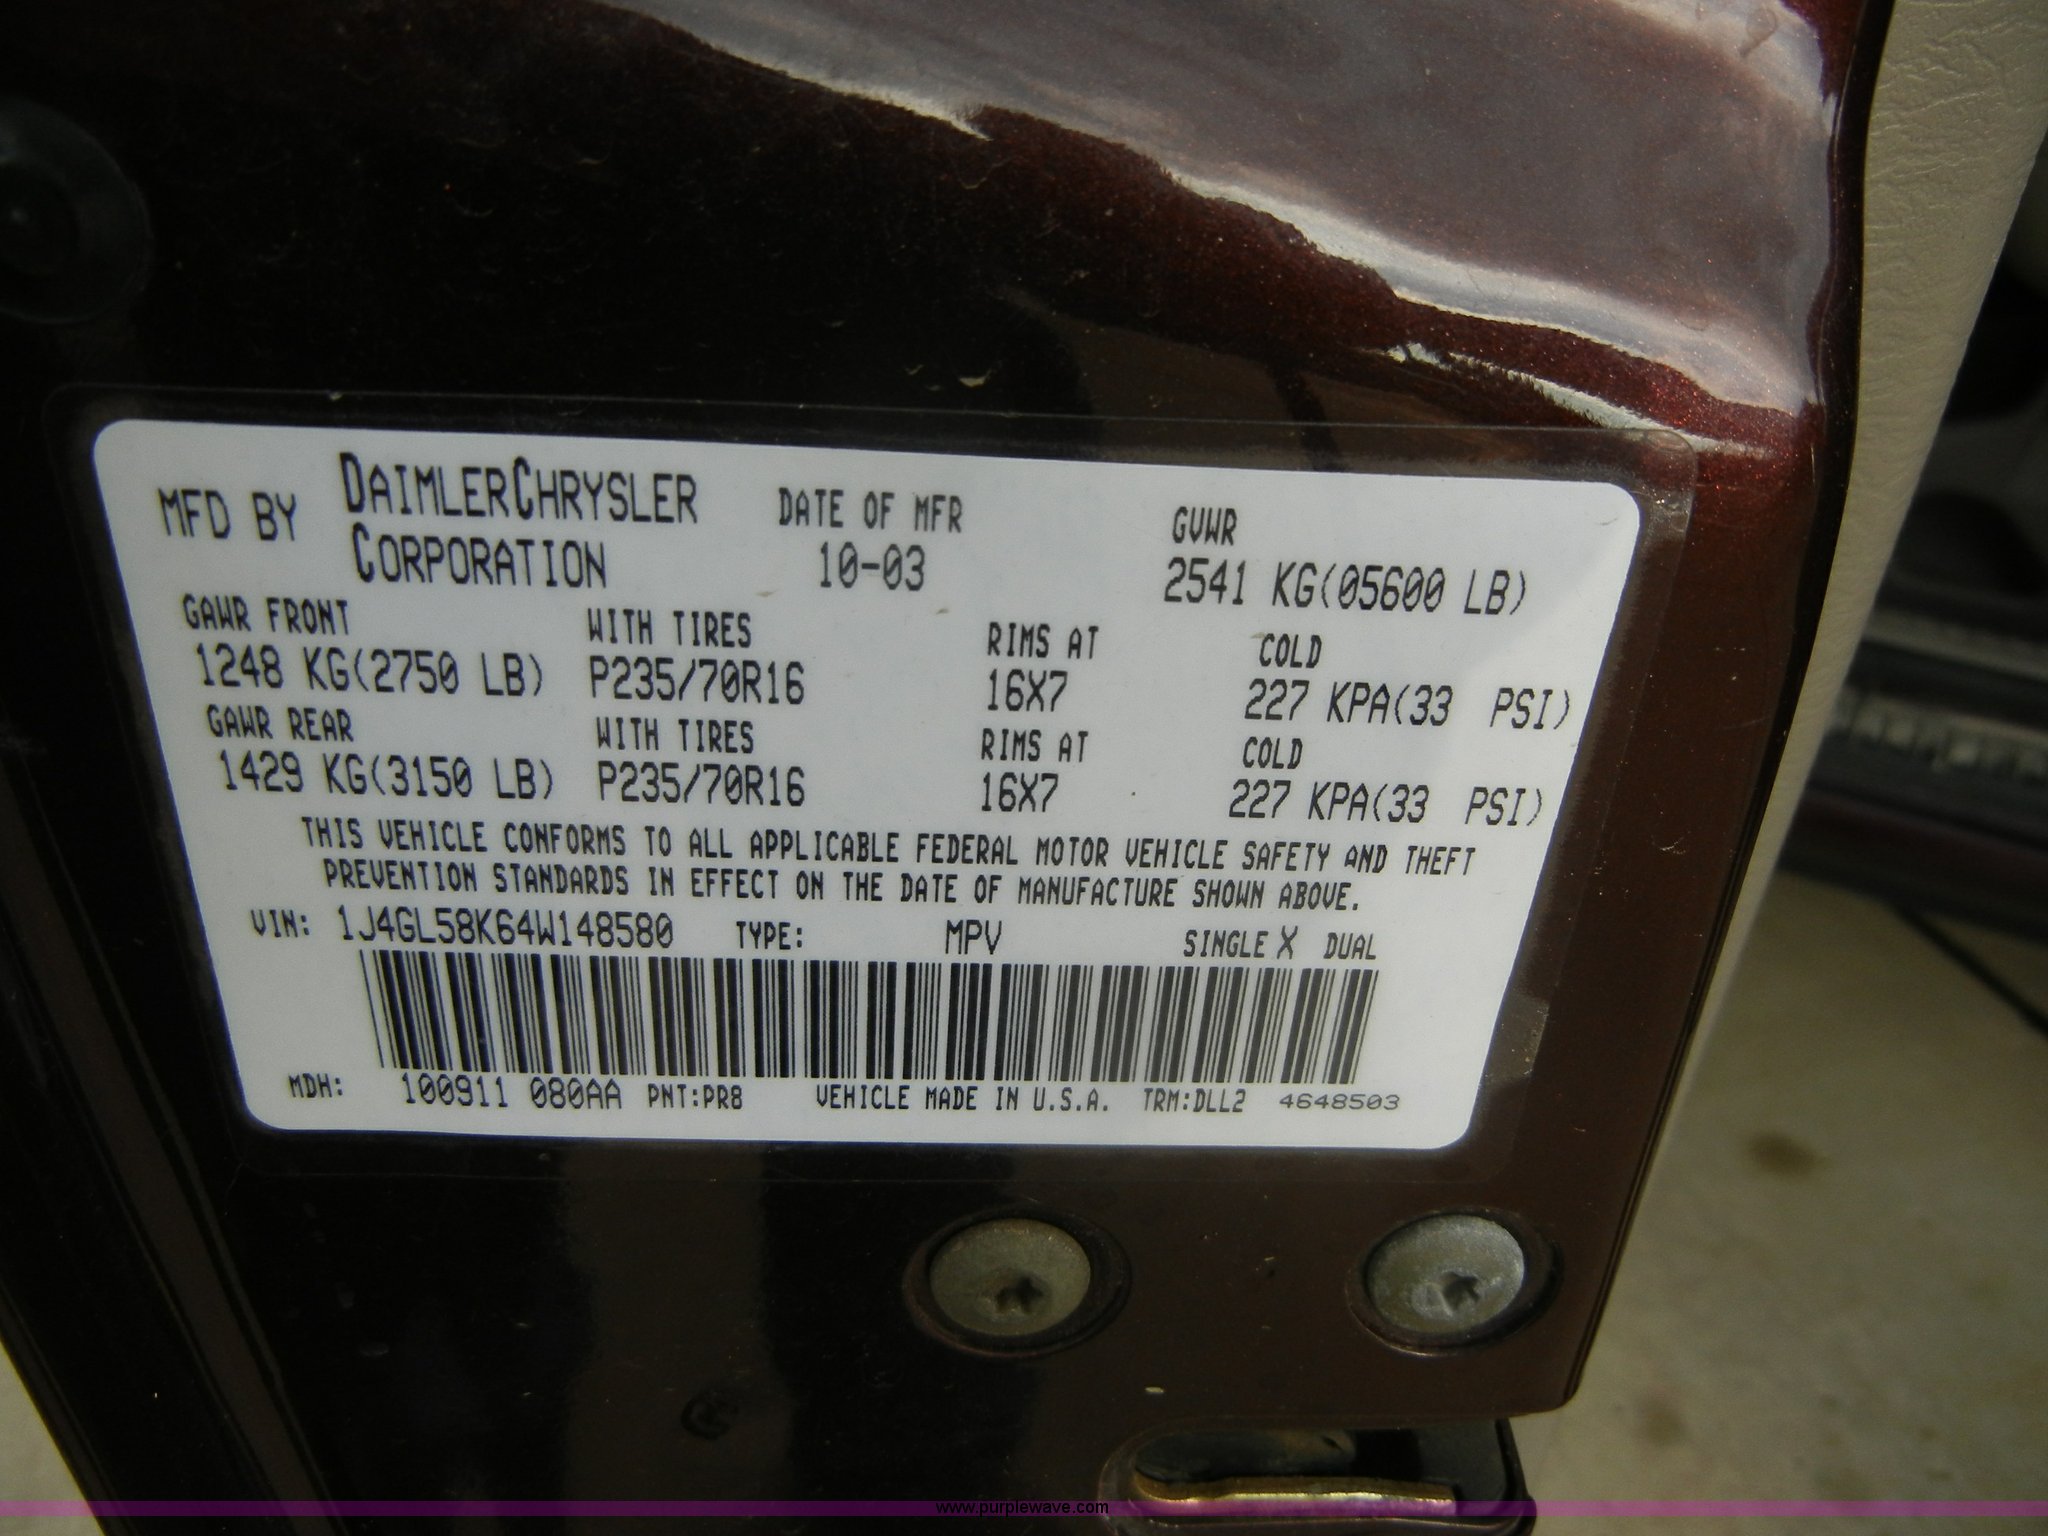 MFD BY DAIMLERCHRYSLER CORPORATION
DATE OF MFR
10-03
GVWR
2541 KG(05600 LB)
GAWR FRONT WITH TIRES RIMS AT COLD
1248 KG(2750 LB) P235/70R16 16X7 227 KPA(33 PSI)
GAWR REAR WITH TIRES RIMS AT COLD
1429 KG(3150 LB) P235/70R16 16X7 227 KPA(33 PSI)
THIS VEHICLE CONFORMS TO ALL APPLICABLE FEDERAL MOTOR VEHICLE SAFETY AND THEFT
PREVENTION STANDARDS IN EFFECT ON THE DATE OF MANUFACTURE SHOWN ABOVE.
VIN: 1J4GL58K64W148580 TYPE: MPV SINGLE X DUAL
MDH: 100911 080AA PNT:PR8 VEHICLE MADE IN U.S.A. TRM:DLL2 4648503
www.purplewave.com